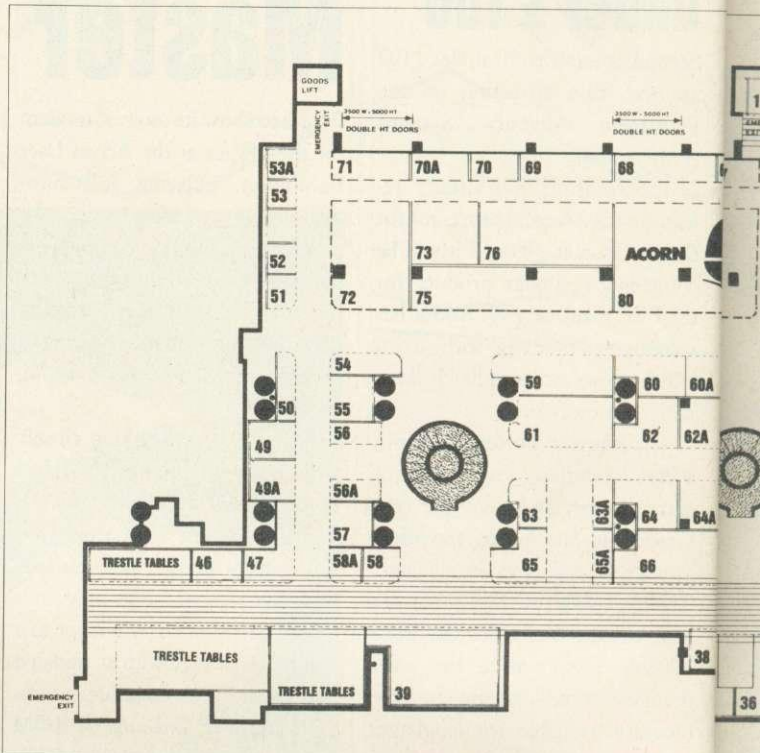 GOODS
LIFT
EMERGENCY
EXIT
2500 W - 5000 HT
DOUBLE HT DOORS
2500 W - 5000 HT
DOUBLE HT DOORS
53A
71
70A
70
69
68
53
52
51
73
76
ACORN
72
75
80
54
59
60
60A
50
55
56
61
62
62A
49
49A
56A
63
63A
64
64A
57
58A
58
65
65A
66
TRESTLE TABLES
46
47
TRESTLE TABLES
TRESTLE TABLES
39
38
36
EMERGENCY
EXIT